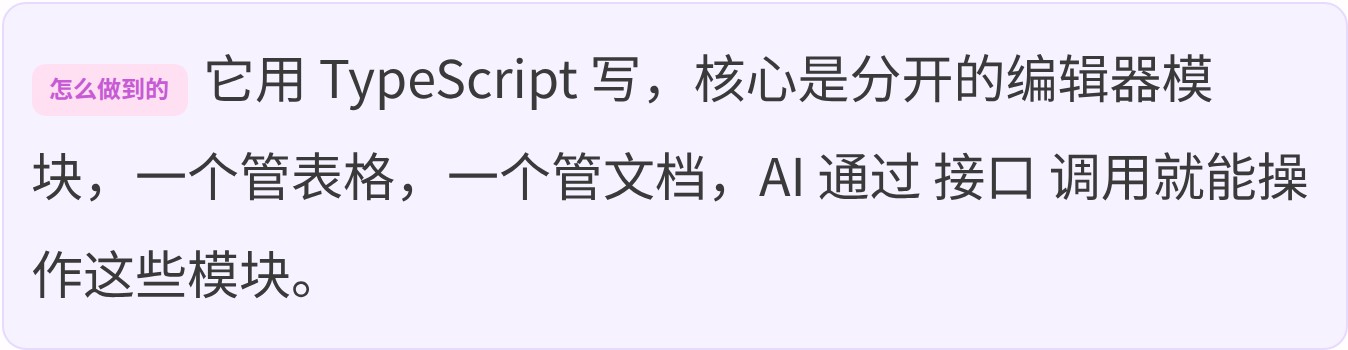 怎么做到的 它用 TypeScript 写，核心是分开的编辑器模
块，一个管表格，一个管文档，AI 通过 接口 调用就能操
作这些模块。